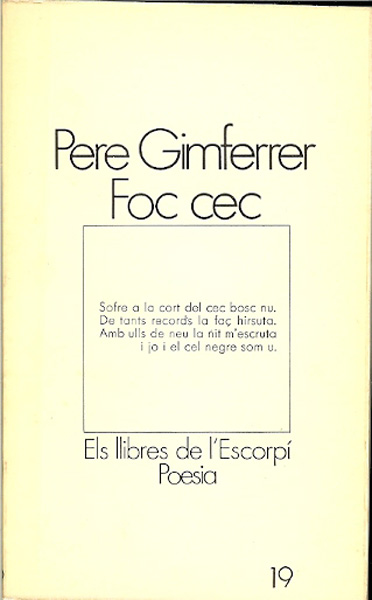 Pere Gimferrer
Foc cec
Sofre a la cort del cec bosc nu.
De tants records la faç hirsuta.
Amb ulls de neu la nit m'escruta
i jo i el cel negre som u.
Els llibres de l'Escorpí
Poesia
19